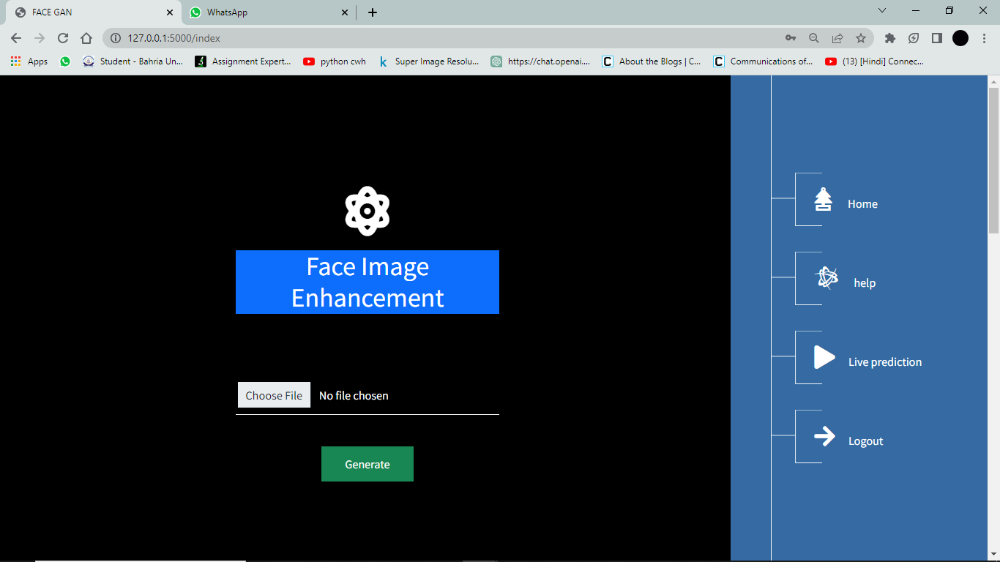 FACE GAN
WhatsApp
127.0.0.1:5000/index
Apps
Student - Bahria Un...
Assignment Expert...
python cwh
k
Super Image Resolu...
https://chat.openai....
C
About the Blogs | C...
C
Communications of...
(13) [Hindi] Connec...
Face Image
Enhancement
Choose File
No file chosen
Generate
Home
help
Live prediction
Logout